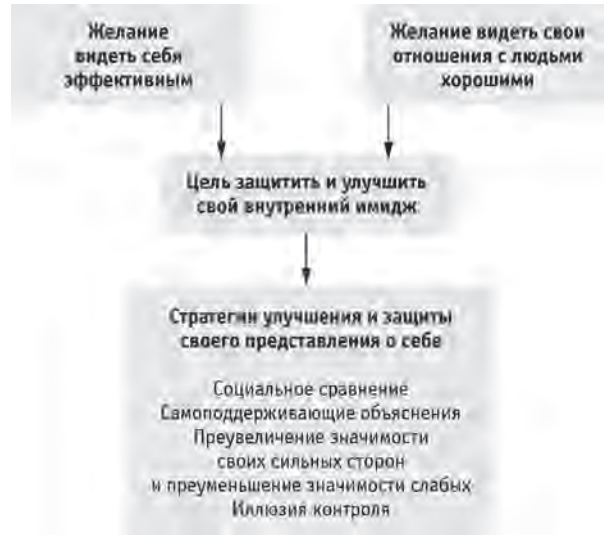 Желание
видеть себя
эффективным
Желание видеть свои
отношения с людьми
хорошими
Цель защитить и улучшить
свой внутренний имидж
Стратегии улучшения и защиты
своего представления о себе
Социальное сравнение
Самоподдерживающие объяснения
Преувеличение значимости
своих сильных сторон
и преуменьшение значимости слабых
Иллюзия контроля